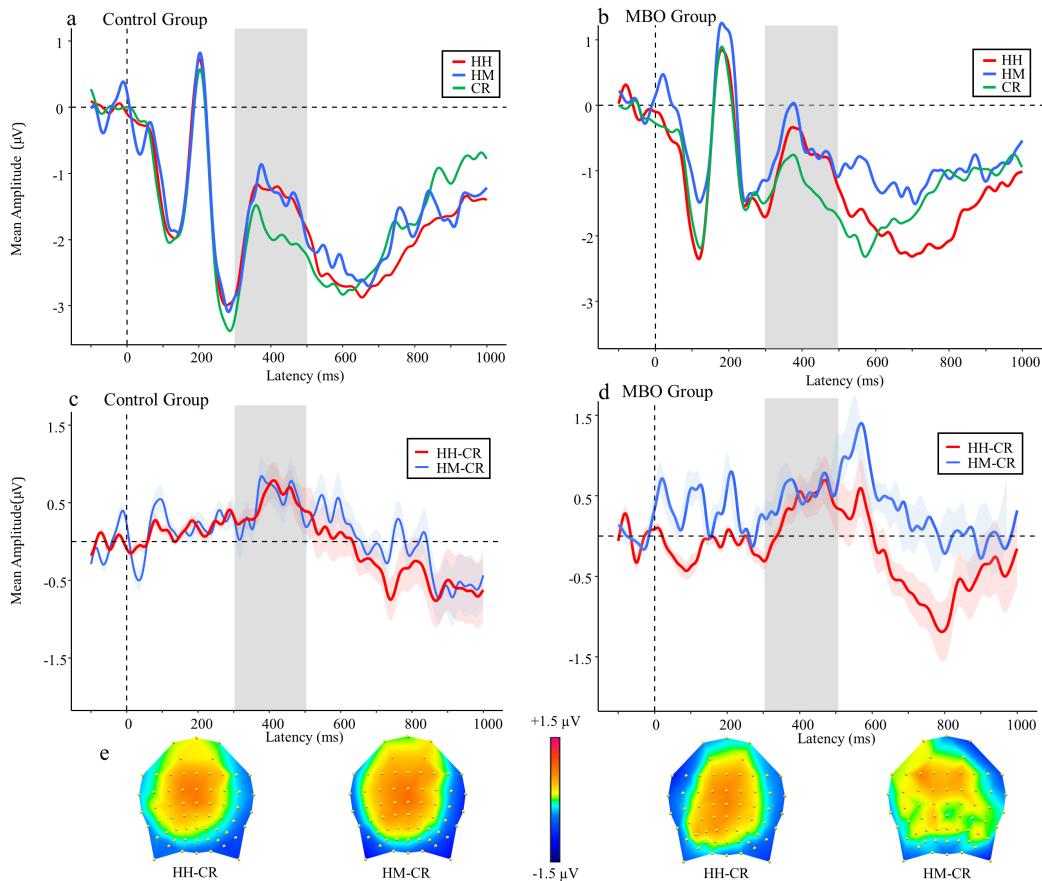 a Control Group
b MBO Group
HH
HM
CR
HH
HM
CR
Mean Amplitude (μV)
1
0
-1
-2
-3
1
0
-1
-2
-3
0 200 400 600 800 1000
Latency (ms)
0 200 400 600 800 1000
Latency (ms)
c Control Group
d MBO Group
HH-CR
HM-CR
HH-CR
HM-CR
Mean Amplitude(μV)
1.5
0.5
-0.5
1.5
1.5
0.5
-0.5
-1.5
0 200 400 600 800 1000
Latency (ms)
0 200 400 600 800 1000
Latency (ms)
e
+1.5 μV
-1.5 μV
HH-CR
HM-CR
HH-CR
HM-CR